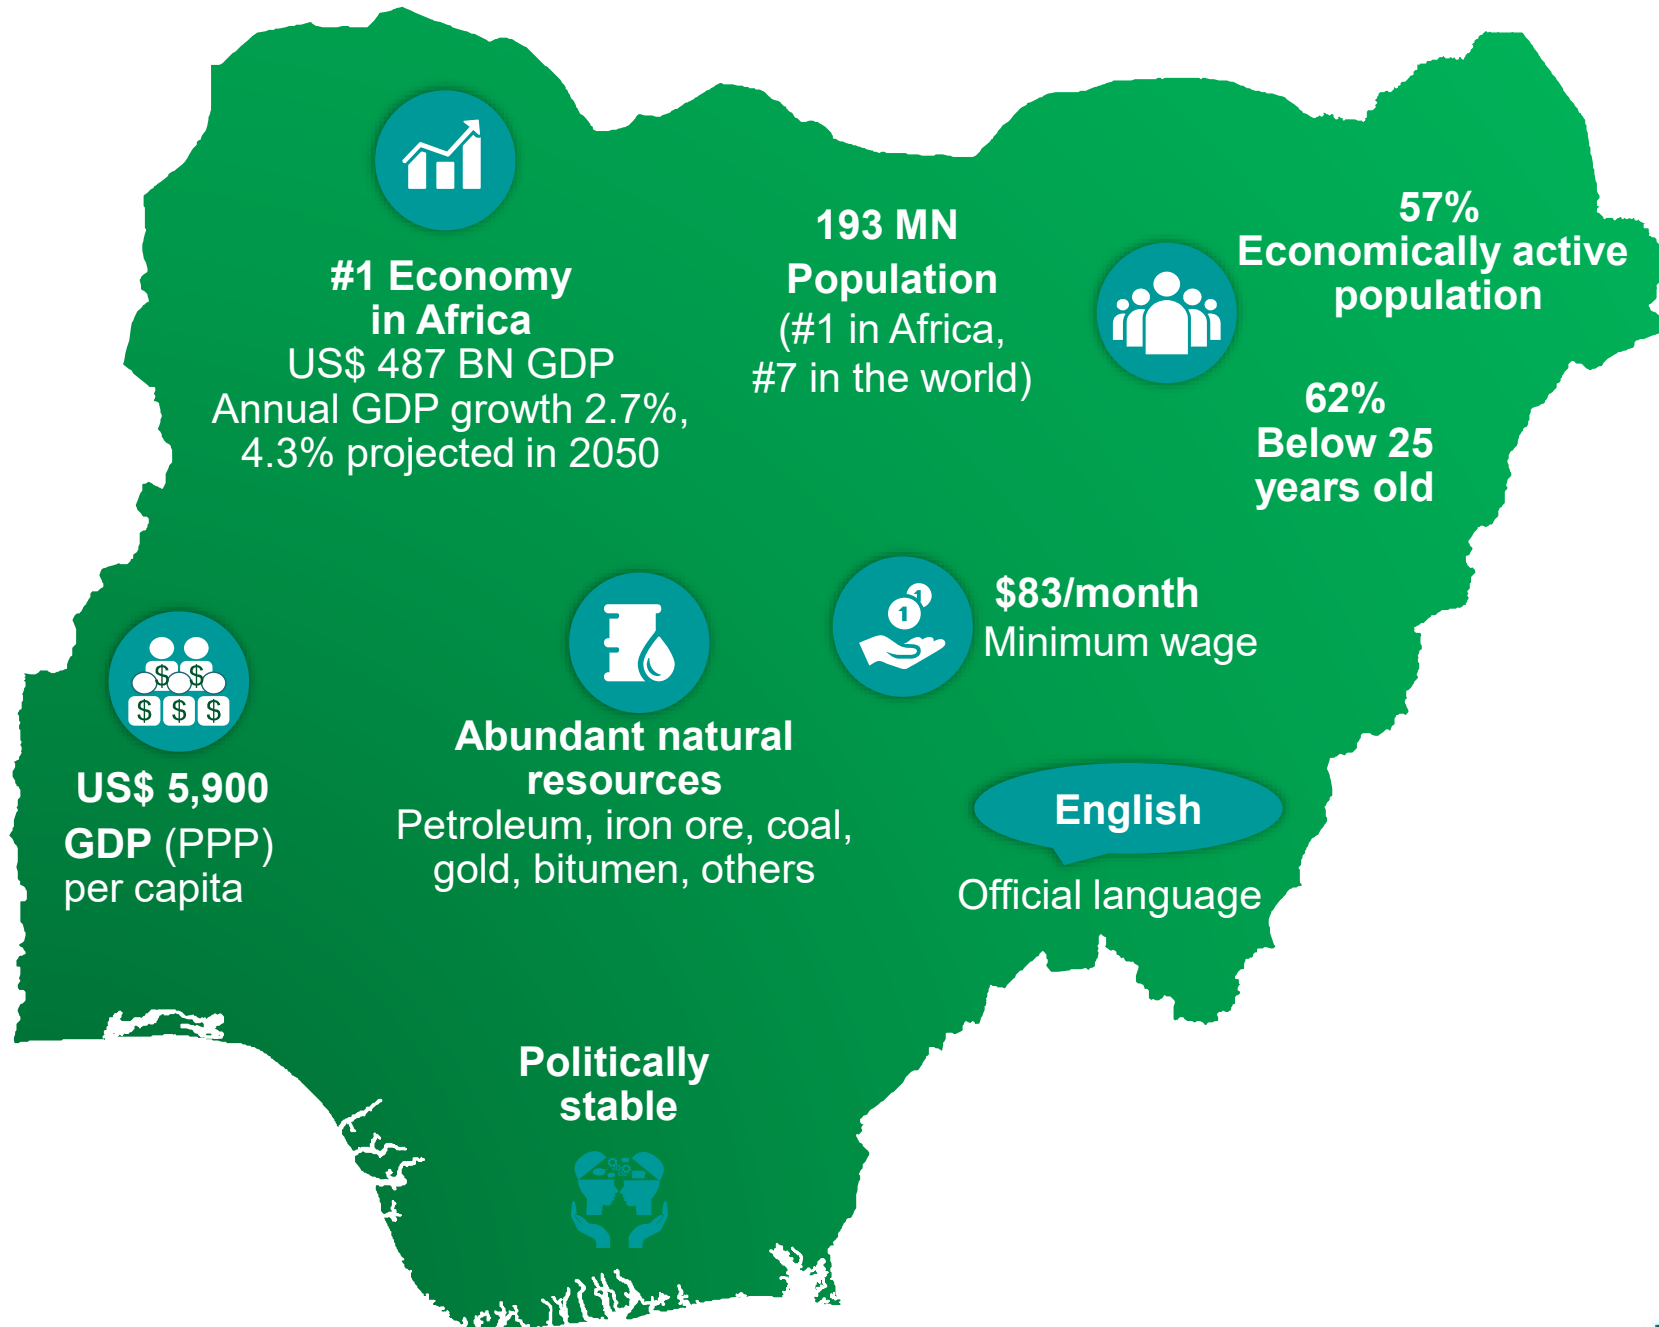 #1 Economy
in Africa
US$ 487 BN GDP
Annual GDP growth 2.7%,
4.3% projected in 2050
193 MN
Population
(#1 in Africa,
#7 in the world)
57%
Economically active
population
62%
Below 25
years old
$ $
$ $ $
US$ 5,900
GDP (PPP)
per capita
Abundant natural
resources
Petroleum, iron ore, coal,
gold, bitumen, others
1
1
$83/month
Minimum wage
English
Official language
Politically
stable